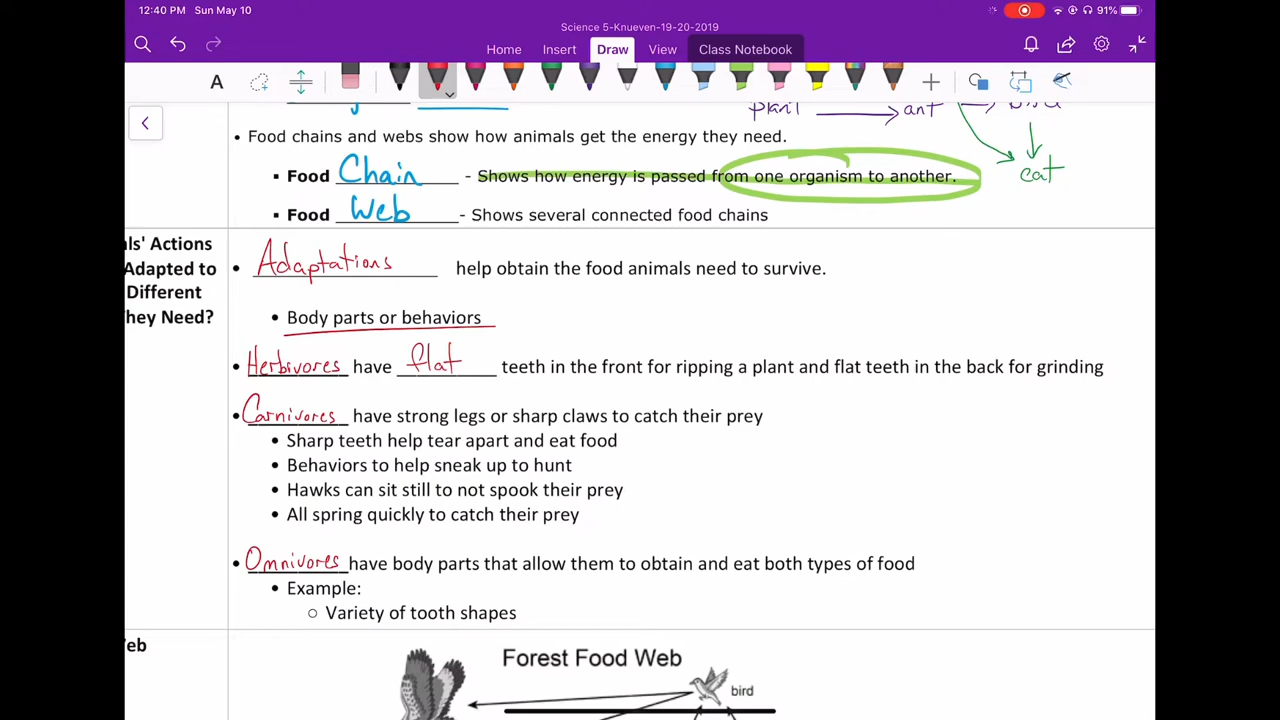 12:40 PM Sun May 10 91%
Science 5-Knueven-19-20-2019
Home Insert Draw View Class Notebook
A
plant ant
• Food chains and webs show how animals get the energy they need.
▪ Food Chain - Shows how energy is passed from one organism to another.
cat
▪ Food Web - Shows several connected food chains
als' Actions
Adapted to
Different
They Need?
• Adaptations help obtain the food animals need to survive.
• Body parts or behaviors
• Herbivores have flat teeth in the front for ripping a plant and flat teeth in the back for grinding
• Carnivores have strong legs or sharp claws to catch their prey
• Sharp teeth help tear apart and eat food
• Behaviors to help sneak up to hunt
• Hawks can sit still to not spook their prey
• All spring quickly to catch their prey
• Omnivores have body parts that allow them to obtain and eat both types of food
• Example:
○ Variety of tooth shapes
eb
Forest Food Web
bird